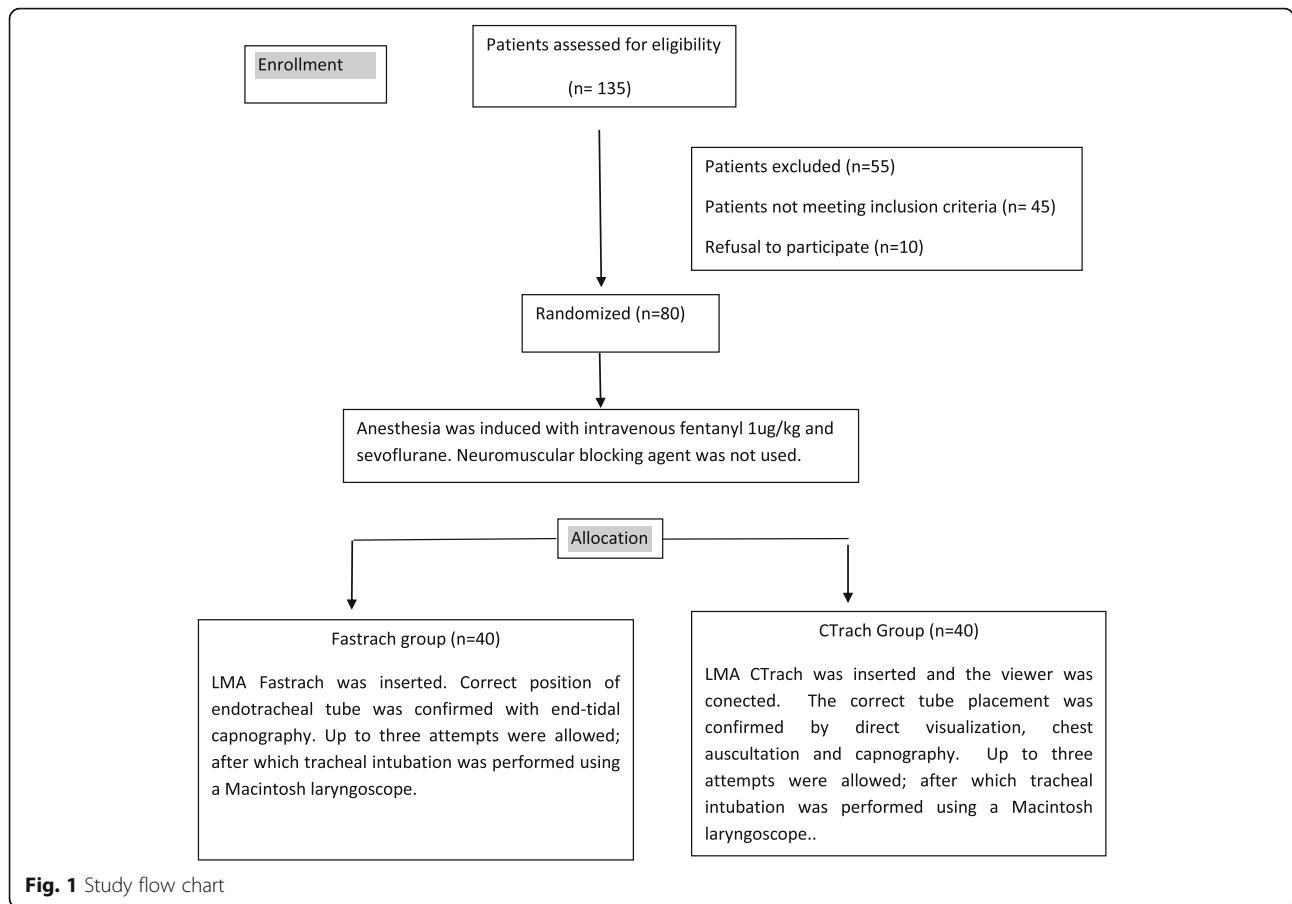 Enrollment
Patients assessed for eligibility
(n= 135)
Patients excluded (n=55)
Patients not meeting inclusion criteria (n= 45)
Refusal to participate (n=10)
Randomized (n=80)
Anesthesia was induced with intravenous fentanyl 1ug/kg and
sevoflurane. Neuromuscular blocking agent was not used.
Allocation
Fastrach group (n=40)
LMA Fastrach was inserted. Correct position of
endotracheal tube was confirmed with end-tidal
capnography. Up to three attempts were allowed;
after which tracheal intubation was performed using
a Macintosh laryngoscope.
CTrach Group (n=40)
LMA CTrach was inserted and the viewer was
conected. The correct tube placement was
confirmed by direct visualization, chest
auscultation and capnography. Up to three
attempts were allowed; after which tracheal
intubation was performed using a Macintosh
laryngoscope..
Fig. 1 Study flow chart